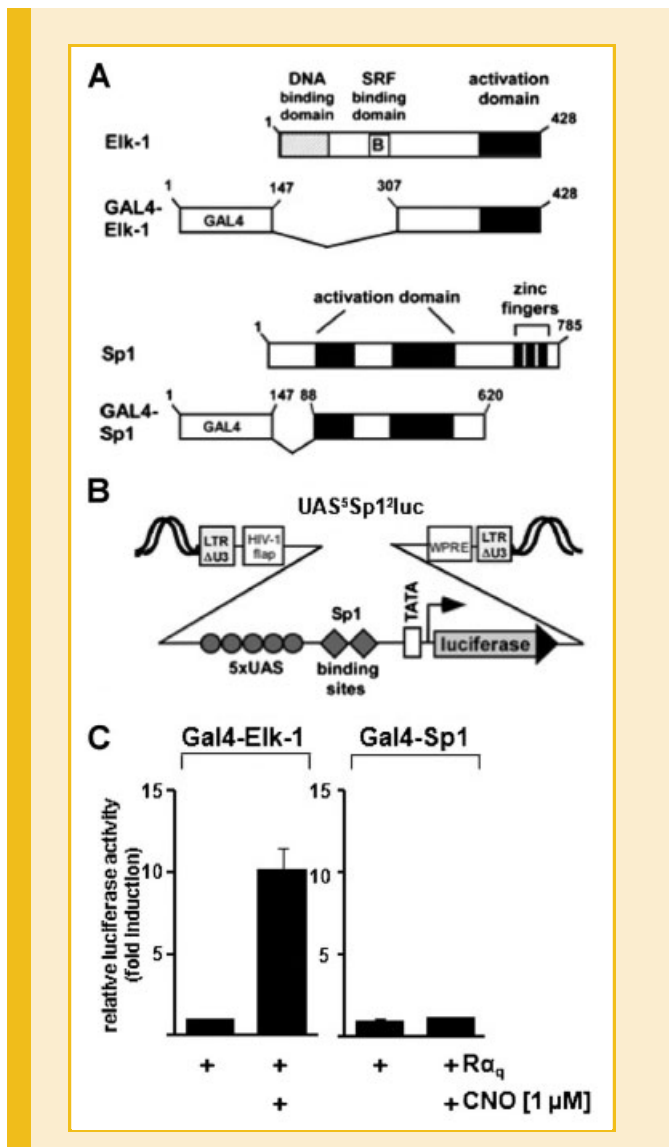 A
DNA binding domain
SRF binding domain
activation domain
1
428
Elk-1
B
1
147
307
428
GAL4-
Elk-1
GAL4
activation domain
zinc fingers
1
785
Sp1
1
147
88
620
GAL4-
Sp1
GAL4
B
UAS⁵Sp1²luc
LTR ΔU3
HIV-1 flap
WPRE
LTR ΔU3
5xUAS
Sp1
binding
sites
TATA
luciferase
C
Gal4-Elk-1
Gal4-Sp1
relative luciferase activity
(fold induction)
15
10
5
15
10
5
+ + + + Rαq
+ + CNO [1 µM]